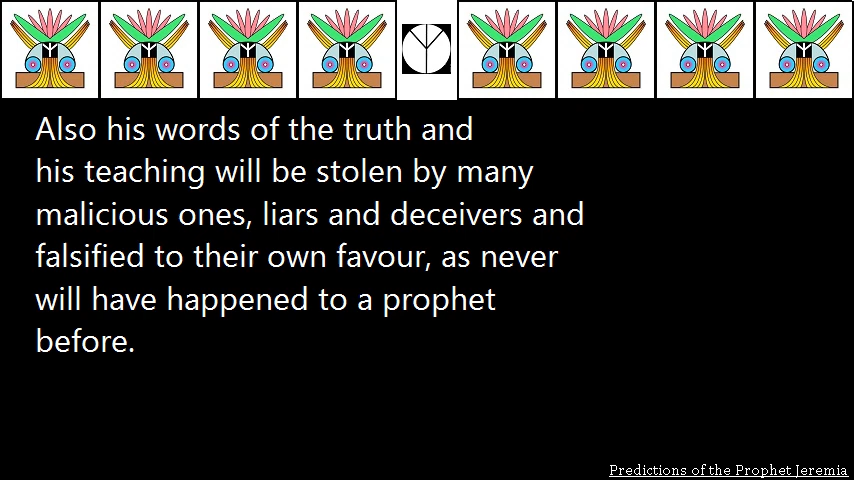 Also his words of the truth and
his teaching will be stolen by many
malicious ones, liars and deceivers and
falsified to their own favour, as never
will have happened to a prophet
before.
Predictions of the Prophet Jeremia